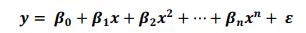 y = β₀ + β₁x + β₂x² + ⋯ + βₙxⁿ + ε